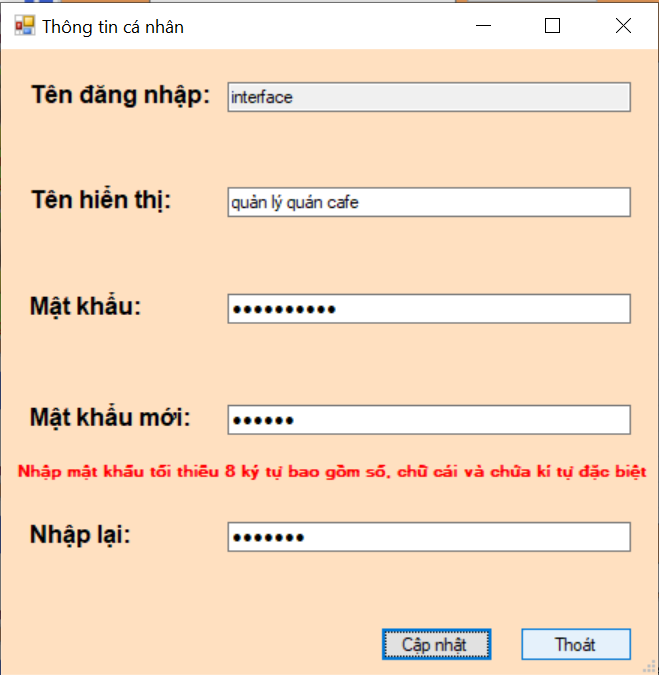 Thông tin cá nhân
Tên đăng nhập: interface
Tên hiển thị: quản lý quán cafe
Mật khẩu: ••••••••••
Mật khẩu mới: ••••••
Nhập mật khẩu tối thiểu 8 ký tự bao gồm số, chữ cái và chứa kí tự đặc biệt
Nhập lại: •••••••
Cập nhật Thoát